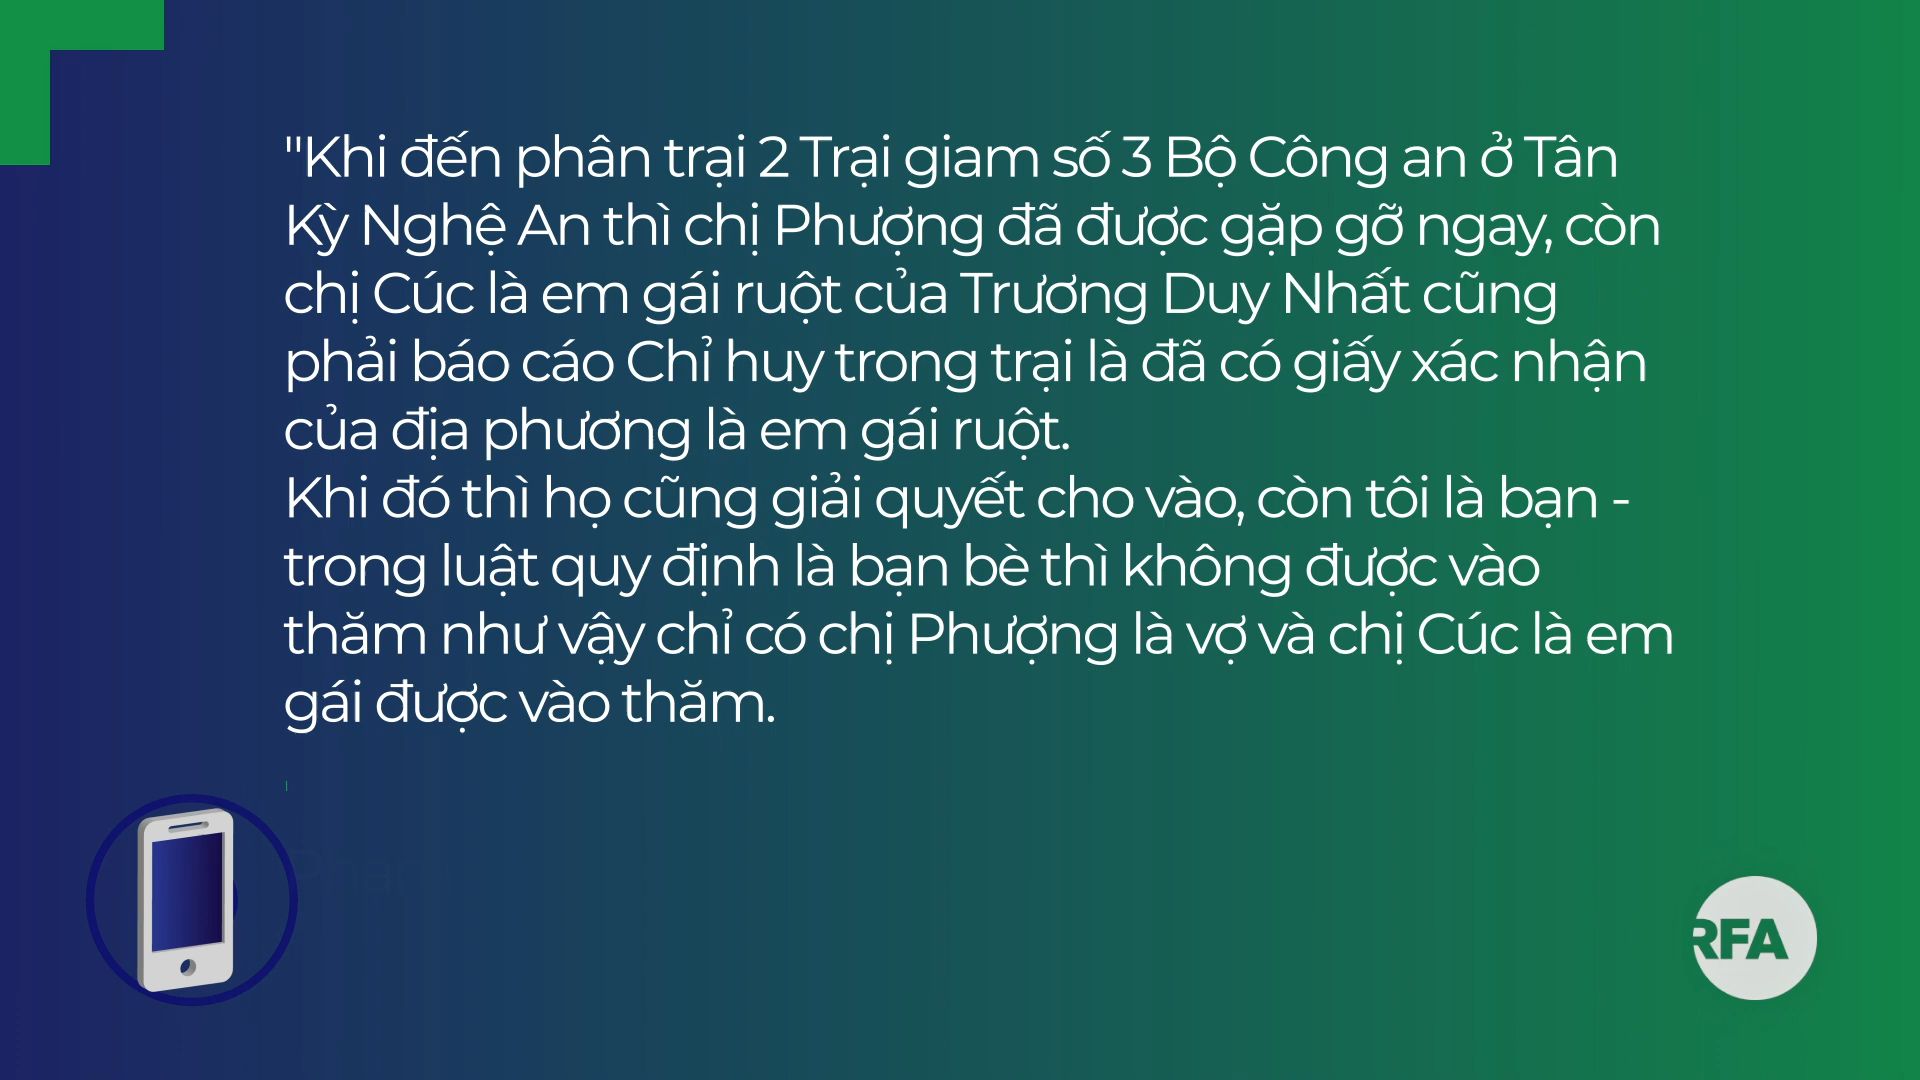 "Khi đến phân trại 2 Trại giam số 3 Bộ Công an ở Tân
Kỳ Nghệ An thì chị Phượng đã được gặp gỡ ngay, còn
chị Cúc là em gái ruột của Trương Duy Nhất cũng
phải báo cáo Chỉ huy trong trại là đã có giấy xác nhận
của địa phương là em gái ruột.
Khi đó thì họ cũng giải quyết cho vào, còn tôi là bạn -
trong luật quy định là bạn bè thì không được vào
thăm như vậy chỉ có chị Phượng là vợ và chị Cúc là em
gái được vào thăm.
RFA